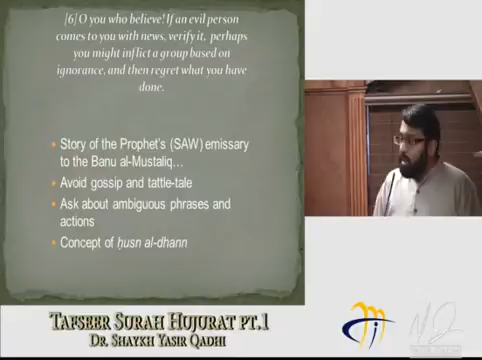 [6]O you who believe! If an evil person
comes to you with news, verify it, perhaps
you might inflict a group based on
ignorance, and then regret what you have
done.
Story of the Prophet's (SAW) emissary
to the Banu al-Mustaliq…
Avoid gossip and tattle-tale
Ask about ambiguous phrases and
actions
Concept of ḥusn al-dhann
TAFSEER SURAH HUJURAT PT.1
DR. SHAYKH YASIR QADHI